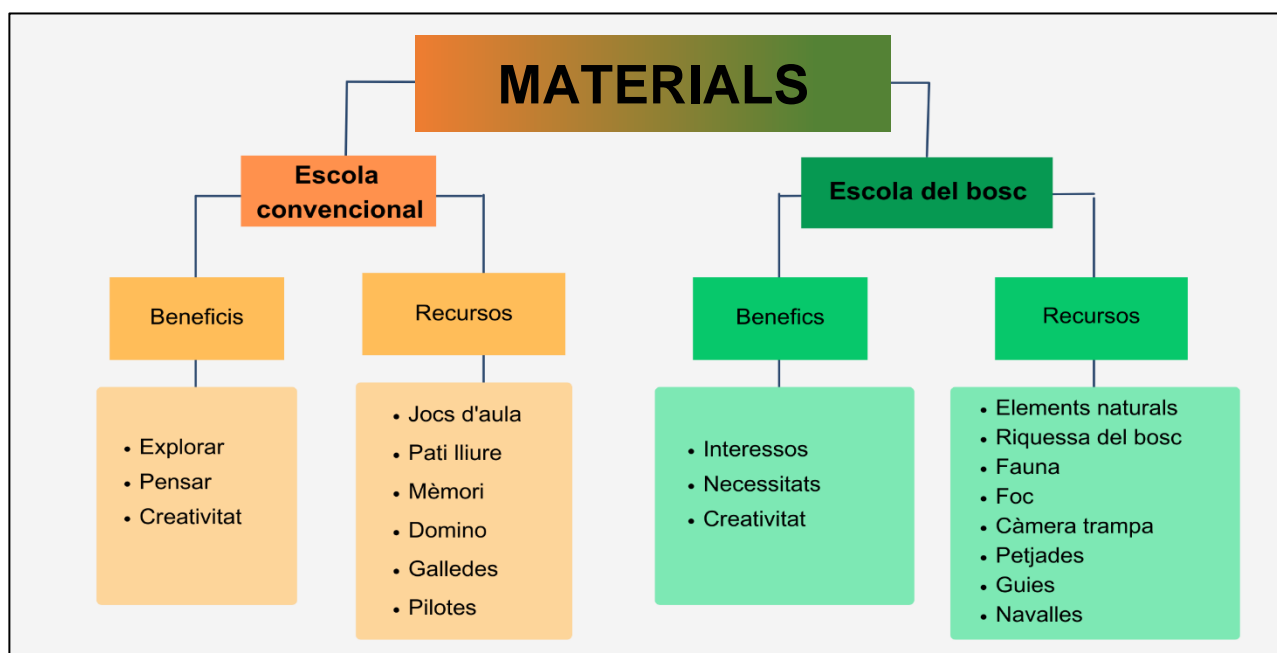 MATERIALS
Escola
convencional
Escola del bosc
Beneficis
Recursos
Benefics
Recursos
• Explorar
• Pensar
• Creativitat
• Jocs d'aula
• Pati lliure
• Mèmori
• Domino
• Galledes
• Pilotes
• Interessos
• Necessitats
• Creativitat
• Elements naturals
• Riquessa del bosc
• Fauna
• Foc
• Càmera trampa
• Petjades
• Guies
• Navalles